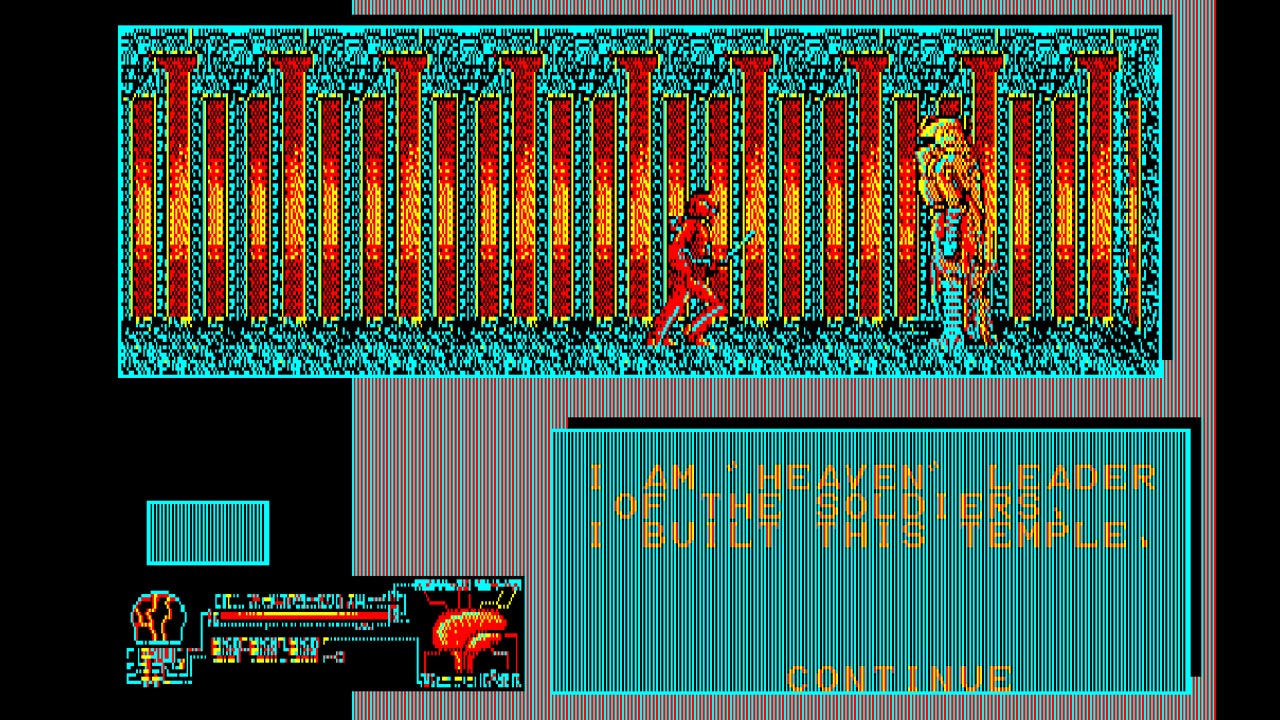 I AM "HEAVEN" LEADER
OF THE SOLDIERS,
I BUILT THIS TEMPLE.
CONTINUE